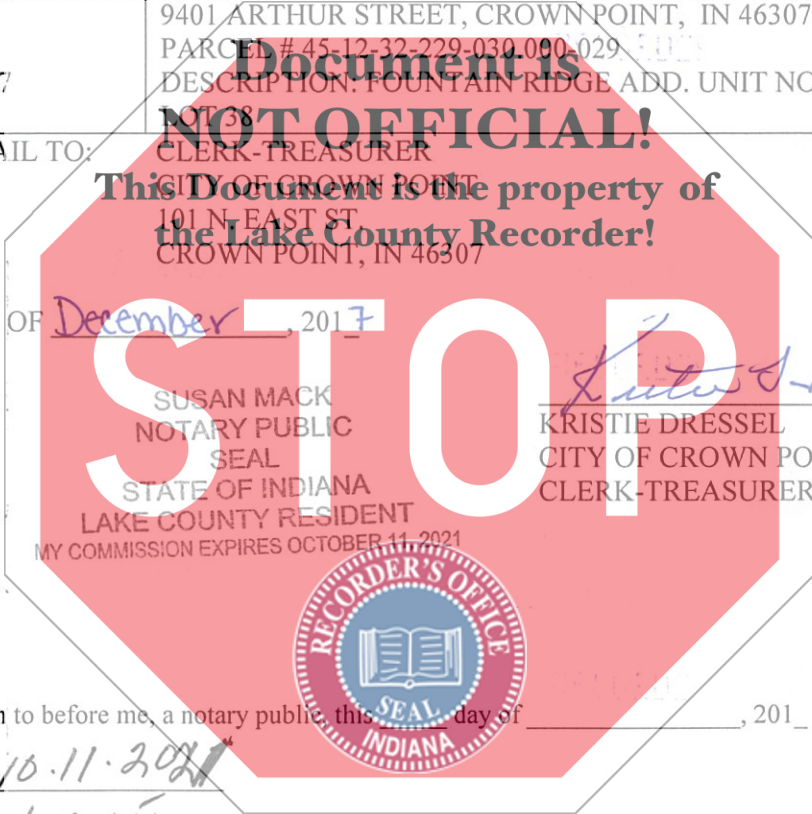 9401 ARTHUR STREET, CROWN POINT, IN 46307
PARCEL # 45-12-32-229-030.000-029
Document is
DESCRIPTION: FOUNTAIN RIDGE ADD. UNIT NO
LOT 38
NOT OFFICIAL!
AIL TO:
CLERK-TREASURER
This Document is the property of
CITY OF CROWN POINT
101 N. EAST ST.
the Lake County Recorder!
CROWN POINT, IN 46307
OF December, 2017
STOP
SUSAN MACK
NOTARY PUBLIC
SEAL
STATE OF INDIANA
LAKE COUNTY RESIDENT
MY COMMISSION EXPIRES OCTOBER 11, 2021
KRISTIE DRESSEL
CITY OF CROWN PO
CLERK-TREASURER
RECORDER'S OFFICE
SEAL
INDIANA
to before me, a notary public, this day of , 201_
10.11.2021